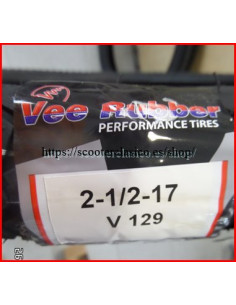 Vee Rubber
PERFORMANCE TIRES
https://scooterclasico.es/shop/
2-1/2-17
V 129